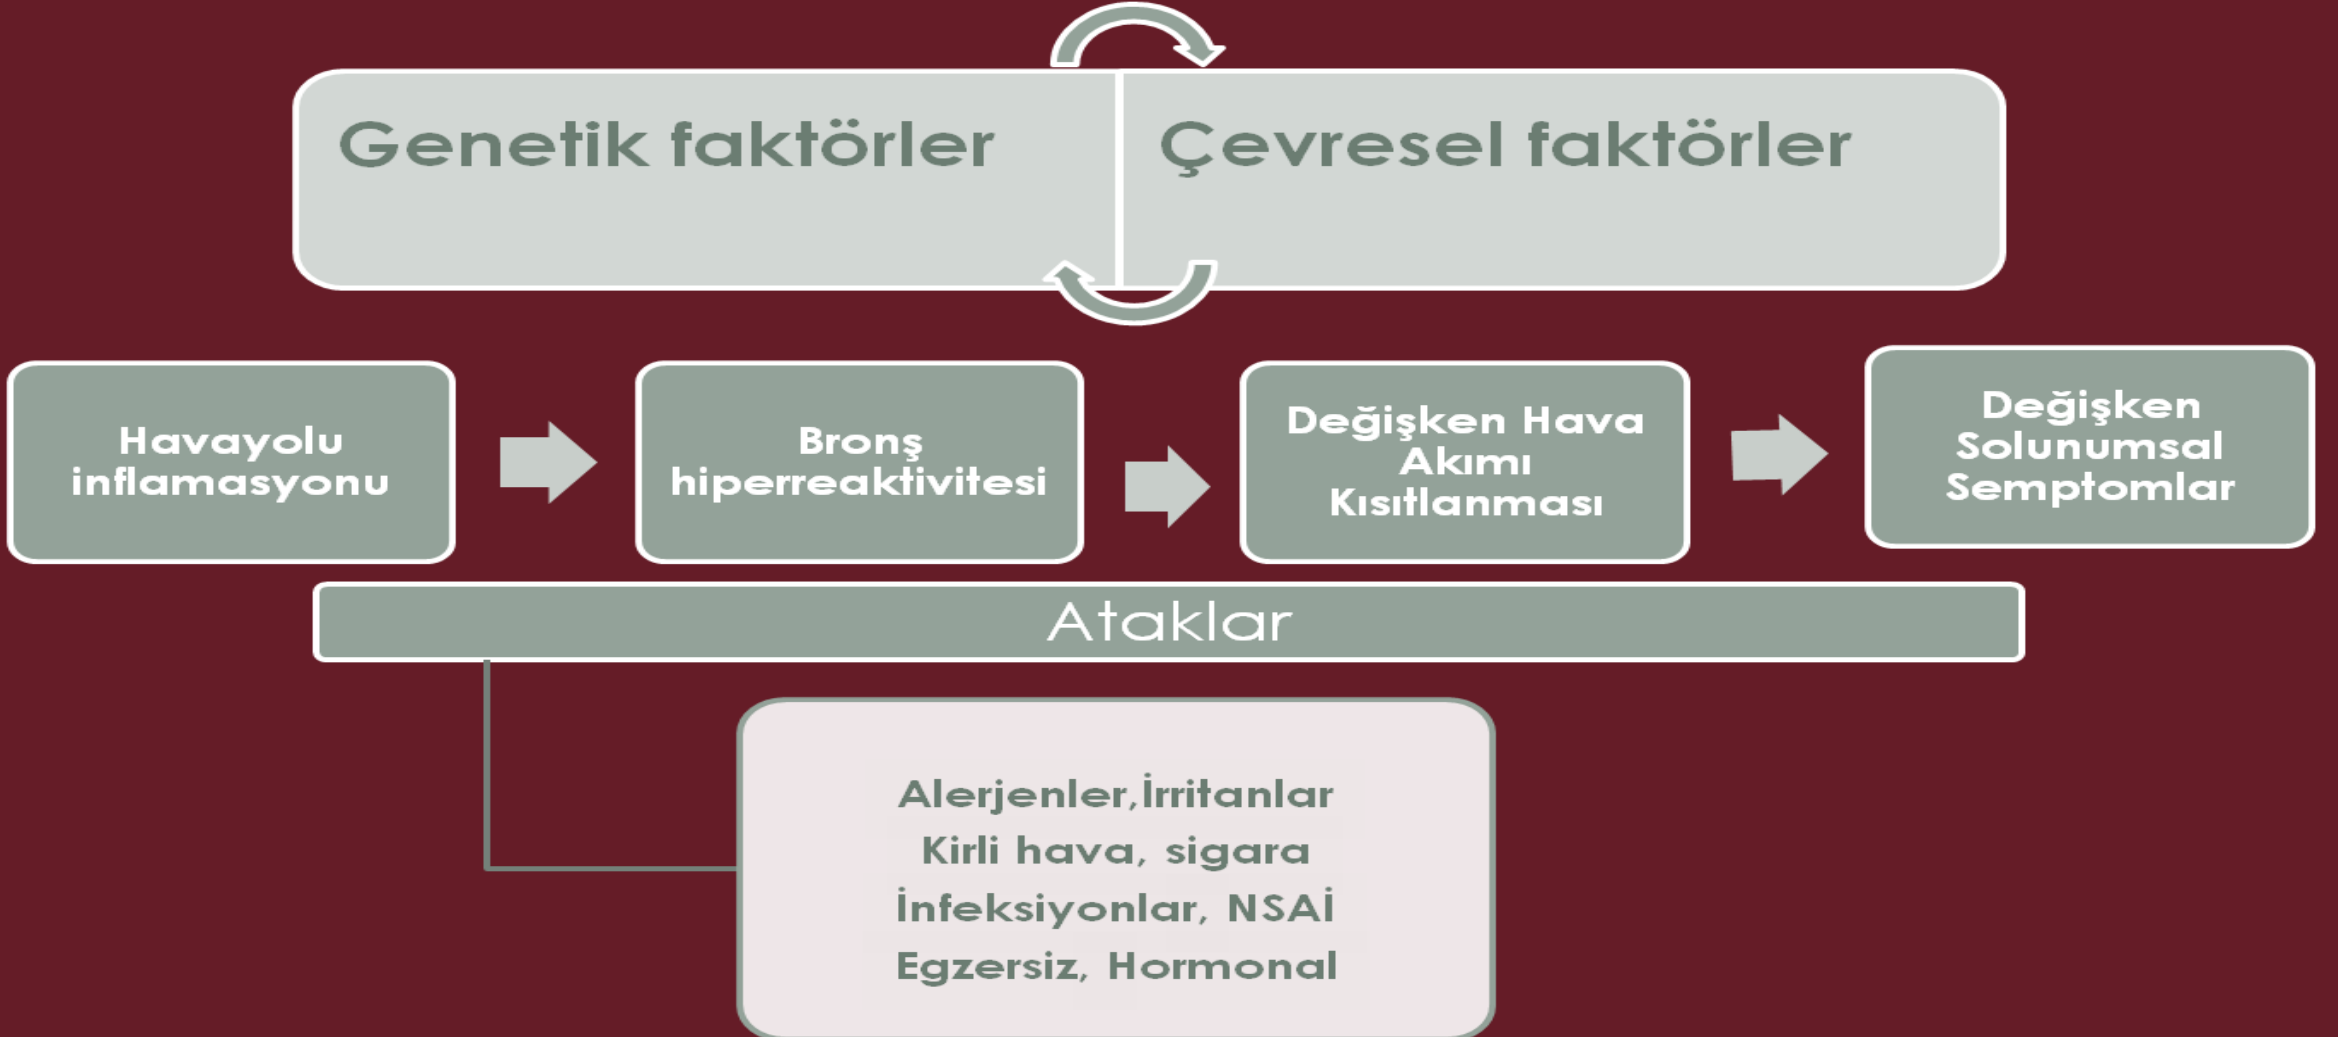 Genetik faktörler
Çevresel faktörler
Havayolu
inflamasyonu
Bronş
hiperreaktivitesi
Değişken Hava
Akımı
Kısıtlanması
Değişken
Solunumsal
Semptomlar
Ataklar
Alerjenler,İrritanlar
Kirli hava, sigara
İnfeksiyonlar, NSAİ
Egzersiz, Hormonal